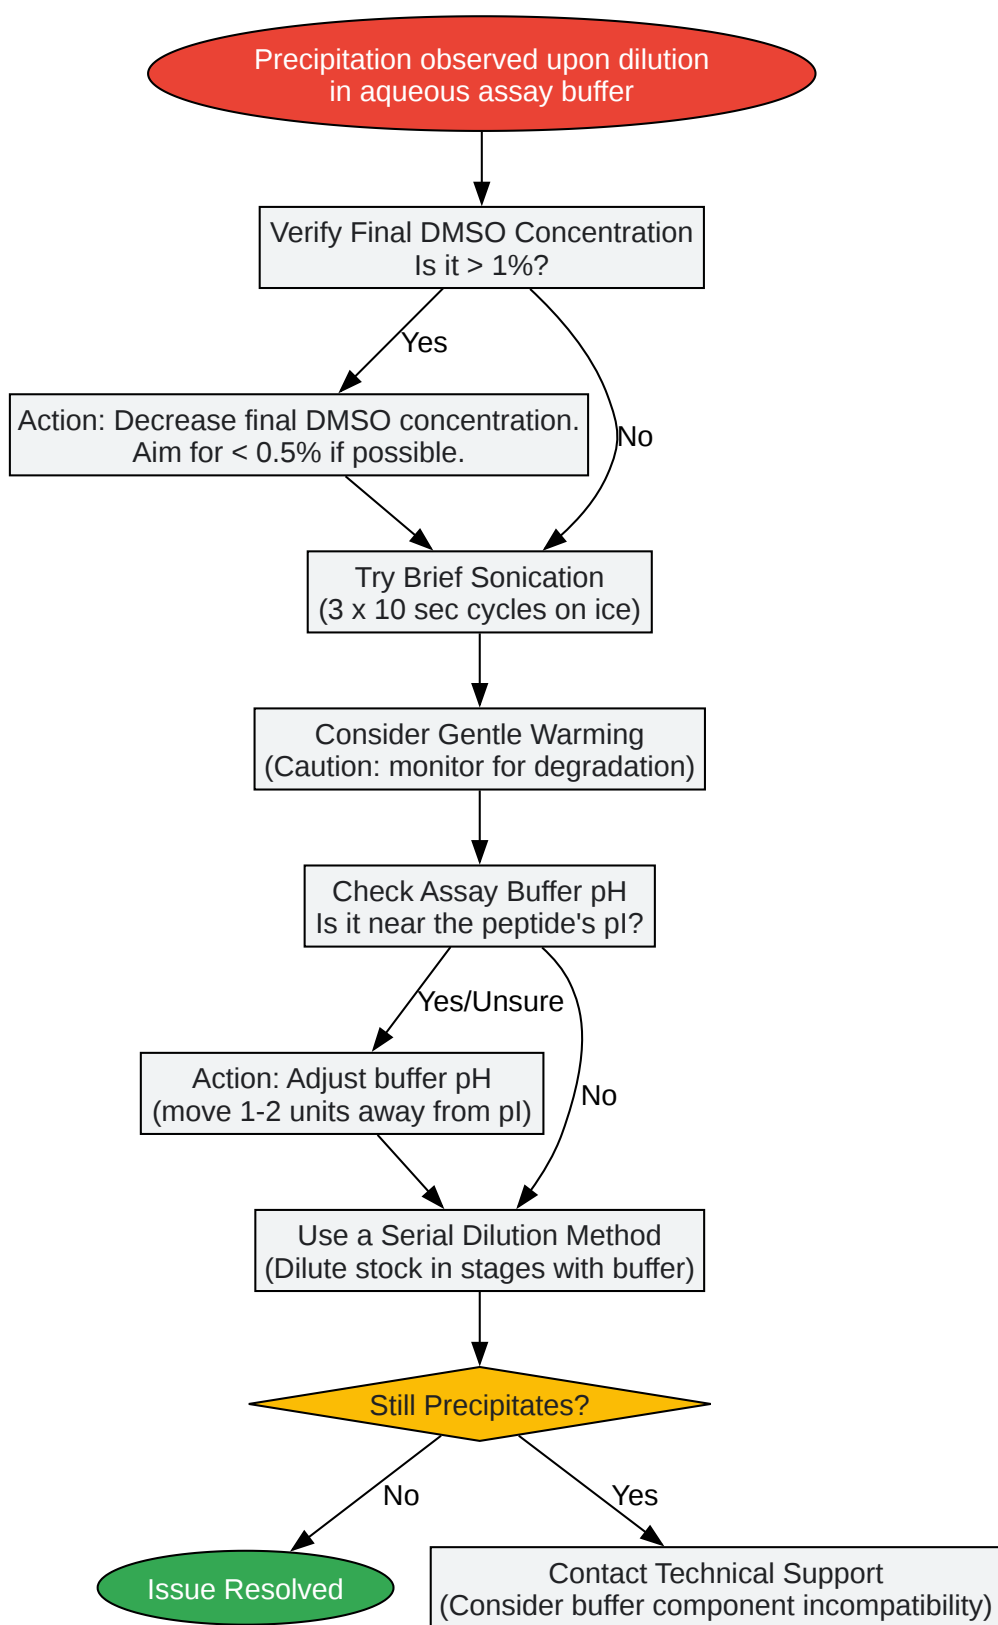 Precipitation observed upon dilution
in aqueous assay buffer
Verify Final DMSO Concentration
Is it > 1%?
Yes
Action: Decrease final DMSO concentration.
Aim for < 0.5% if possible.
No
Try Brief Sonication
(3 x 10 sec cycles on ice)
Consider Gentle Warming
(Caution: monitor for degradation)
Check Assay Buffer pH
Is it near the peptide's pI?
Yes/Unsure
Action: Adjust buffer pH
(move 1-2 units away from pI)
No
Use a Serial Dilution Method
(Dilute stock in stages with buffer)
Still Precipitates?
No
Yes
Issue Resolved
Contact Technical Support
(Consider buffer component incompatibility)